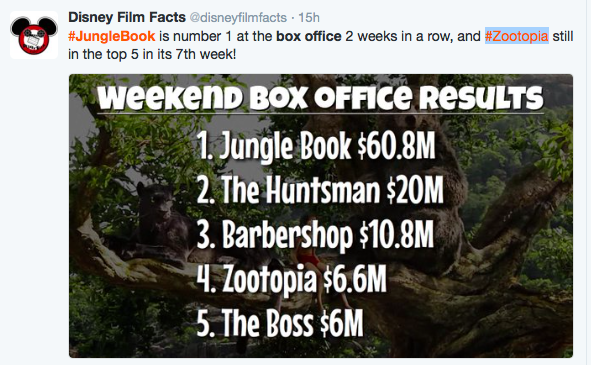 Disney Film Facts @disneyfilmfacts · 15h
#JungleBook is number 1 at the box office 2 weeks in a row, and #Zootopia still
in the top 5 in its 7th week!
Weekend Box Office Results
1. Jungle Book $60.8M
2. The Huntsman $20M
3. Barbershop $10.8M
4. Zootopia $6.6M
5. The Boss $6M